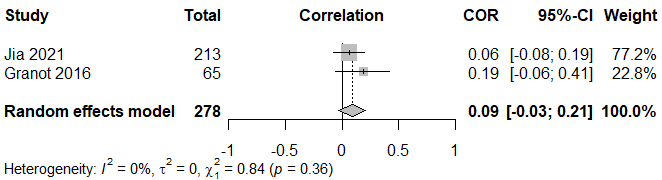 Study Total Correlation COR 95%-CI Weight
Jia 2021 213 0.06 [-0.08; 0.19] 77.2%
Granot 2016 65 0.19 [-0.06; 0.41] 22.8%
Random effects model 278 0.09 [-0.03; 0.21] 100.0%
-1 -0.5 0 0.5 1
Heterogeneity: I² = 0%, τ² = 0, χ²₁ = 0.84 (p = 0.36)